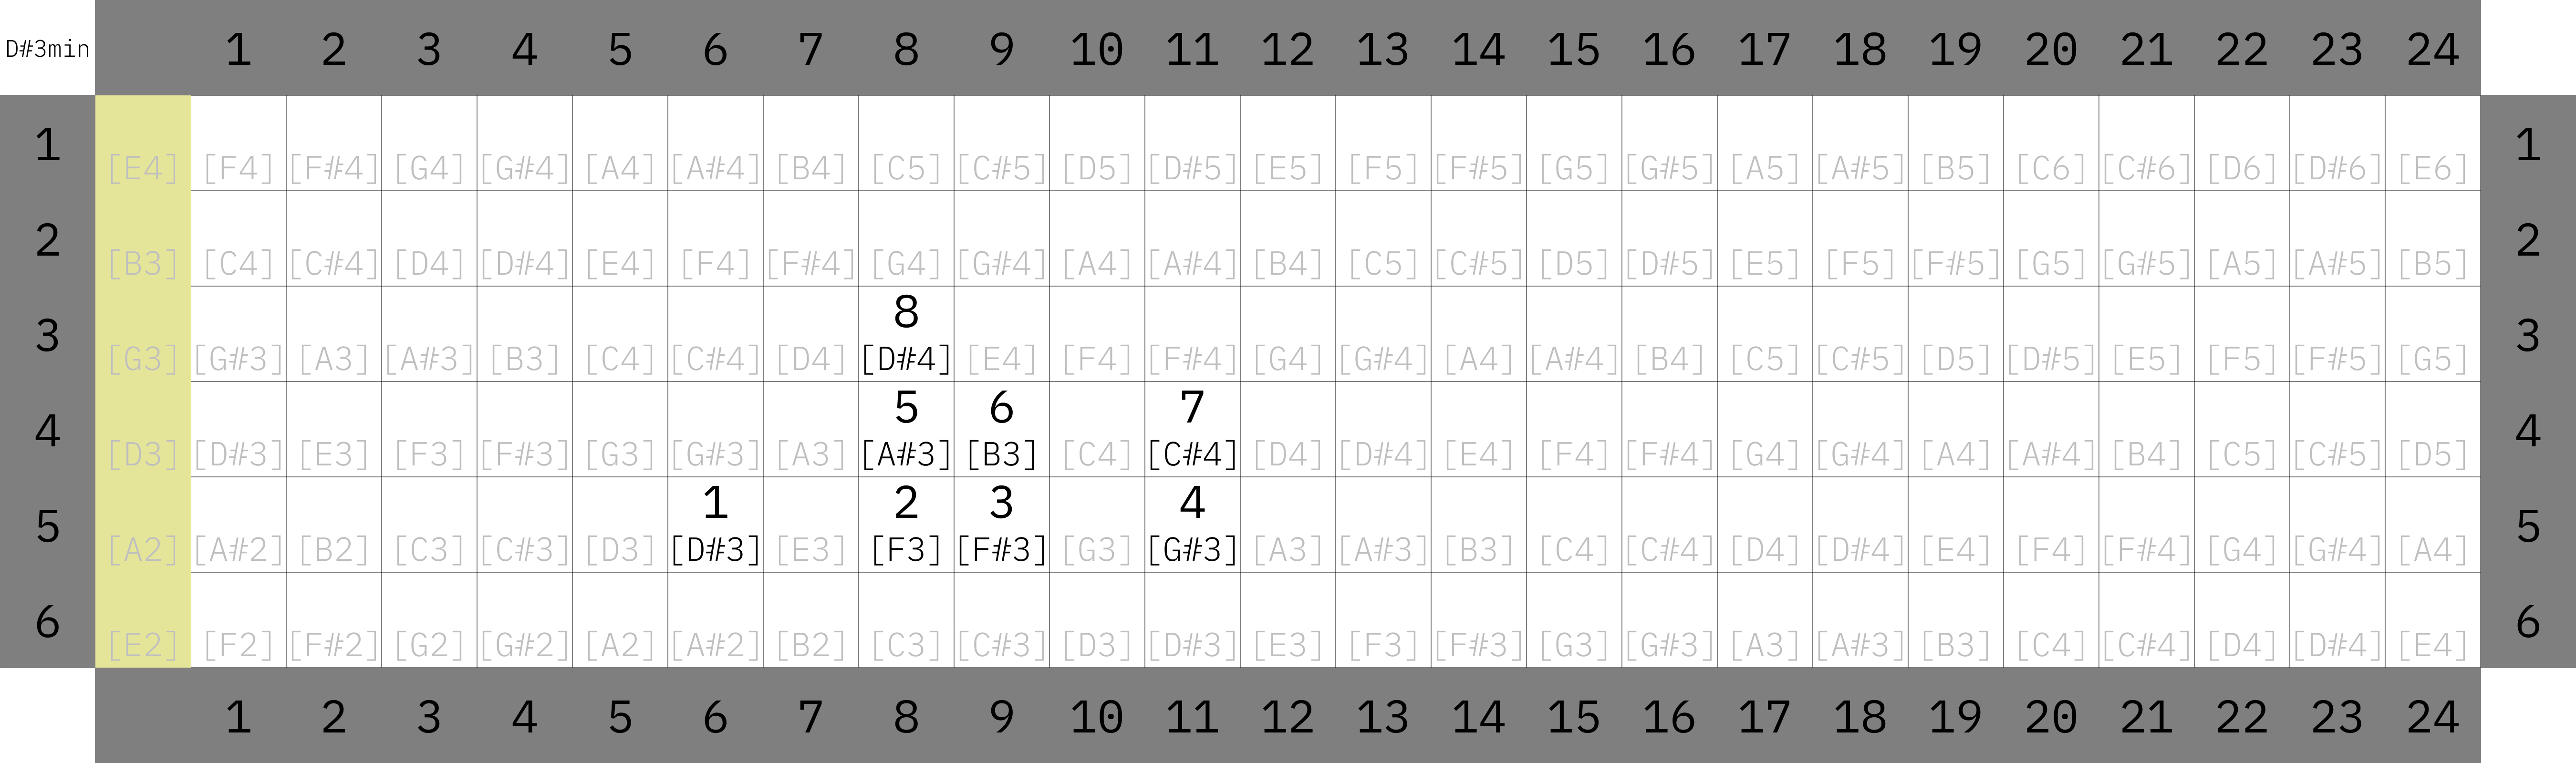 D#3min 1 2 3 4 5 6 7 8 9 10 11 12 13 14 15 16 17 18 19 20 21 22 23 24
1 [E4] [F4] [F#4] [G4] [G#4] [A4] [A#4] [B4] [C5] [C#5] [D5] [D#5] [E5] [F5] [F#5] [G5] [G#5] [A5] [A#5] [B5] [C6] [C#6] [D6] [D#6] [E6] 1
2 [B3] [C4] [C#4] [D4] [D#4] [E4] [F4] [F#4] [G4] [G#4] [A4] [A#4] [B4] [C5] [C#5] [D5] [D#5] [E5] [F5] [F#5] [G5] [G#5] [A5] [A#5] [B5] 2
8
3 [G3] [G#3] [A3] [A#3] [B3] [C4] [C#4] [D4] [D#4] [E4] [F4] [F#4] [G4] [G#4] [A4] [A#4] [B4] [C5] [C#5] [D5] [D#5] [E5] [F5] [F#5] [G5] 3
5 6 7
4 [D3] [D#3] [E3] [F3] [F#3] [G3] [G#3] [A3] [A#3] [B3] [C4] [C#4] [D4] [D#4] [E4] [F4] [F#4] [G4] [G#4] [A4] [A#4] [B4] [C5] [C#5] [D5] 4
1 2 3 4
5 [A2] [A#2] [B2] [C3] [C#3] [D3] [D#3] [E3] [F3] [F#3] [G3] [G#3] [A3] [A#3] [B3] [C4] [C#4] [D4] [D#4] [E4] [F4] [F#4] [G4] [G#4] [A4] 5
6 [E2] [F2] [F#2] [G2] [G#2] [A2] [A#2] [B2] [C3] [C#3] [D3] [D#3] [E3] [F3] [F#3] [G3] [G#3] [A3] [A#3] [B3] [C4] [C#4] [D4] [D#4] [E4] 6
1 2 3 4 5 6 7 8 9 10 11 12 13 14 15 16 17 18 19 20 21 22 23 24